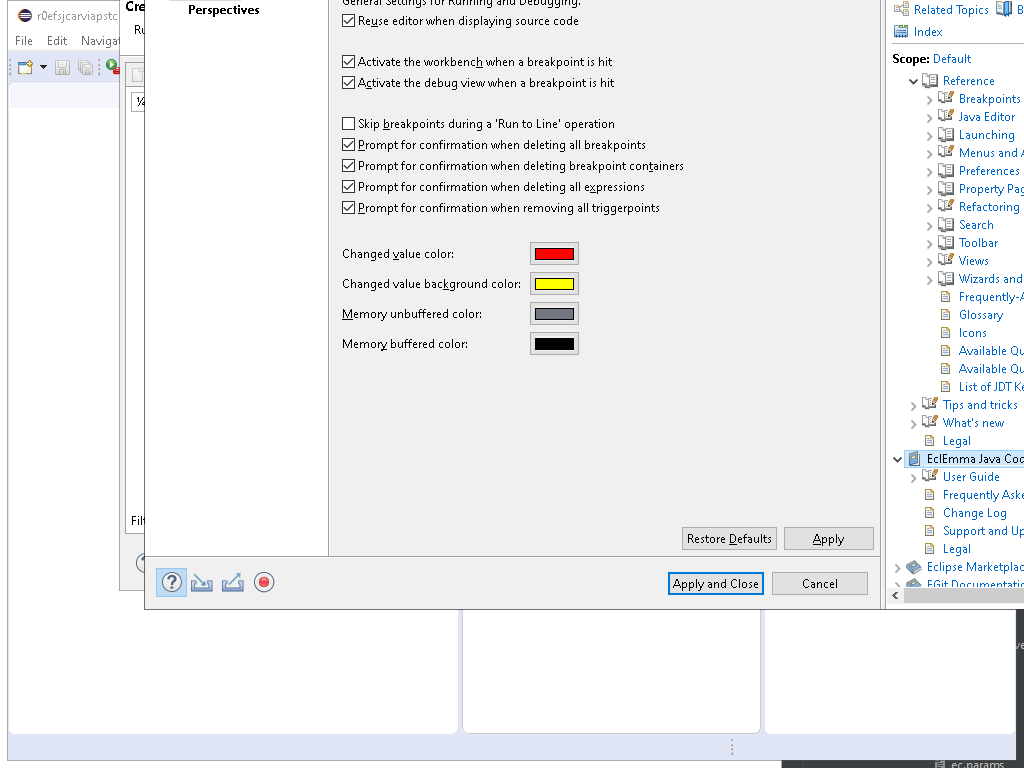 r0efsjcarviapstc
File Edit Navigat
Cre
Ru
Filt
Perspectives
General Settings for Running and Debugging.
Reuse editor when displaying source code
Activate the workbench when a breakpoint is hit
Activate the debug view when a breakpoint is hit
Skip breakpoints during a 'Run to Line' operation
Prompt for confirmation when deleting all breakpoints
Prompt for confirmation when deleting breakpoint containers
Prompt for confirmation when deleting all expressions
Prompt for confirmation when removing all triggerpoints
Changed value color:
Changed value background color:
Memory unbuffered color:
Memory buffered color:
Restore Defaults Apply
Apply and Close Cancel
Related Topics B
Index
Scope: Default
Reference
Breakpoints
Java Editor
Launching
Menus and A
Preferences
Property Pag
Refactoring
Search
Toolbar
Views
Wizards and
Frequently-A
Glossary
Icons
Available Qu
Available Qu
List of JDT Ke
Tips and tricks
What's new
Legal
EclEmma Java Coc
User Guide
Frequently Aske
Change Log
Support and Up
Legal
Eclipse Marketplac
EGit Documentatic
ec.params